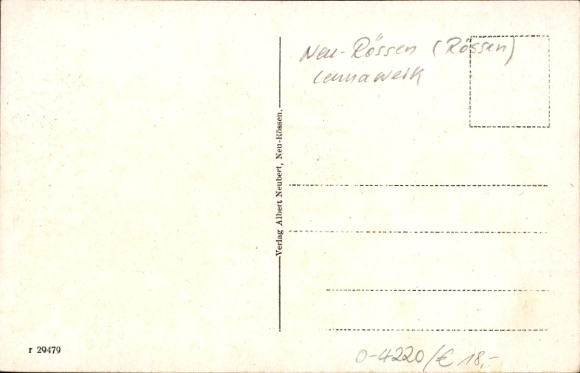 Neu-Rössen (Rössen)
Leunawerk
Verlag Albert Neubert, Neu-Rössen.
r 29479
0-4220/€ 18,-